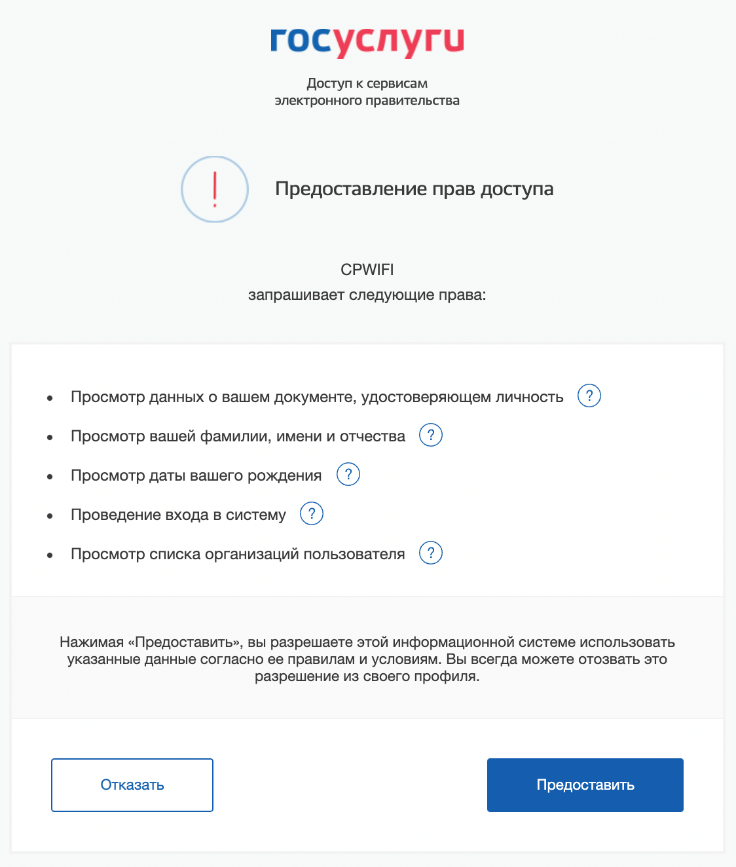 госуслуги
Доступ к сервисам
электронного правительства
!
Предоставление прав доступа
CPWIFI
запрашивает следующие права:
• Просмотр данных о вашем документе, удостоверяющем личность ?
• Просмотр вашей фамилии, имени и отчества ?
• Просмотр даты вашего рождения ?
• Проведение входа в систему ?
• Просмотр списка организаций пользователя ?
Нажимая «Предоставить», вы разрешаете этой информационной системе использовать
указанные данные согласно ее правилам и условиям. Вы всегда можете отозвать это
разрешение из своего профиля.
Отказать
Предоставить